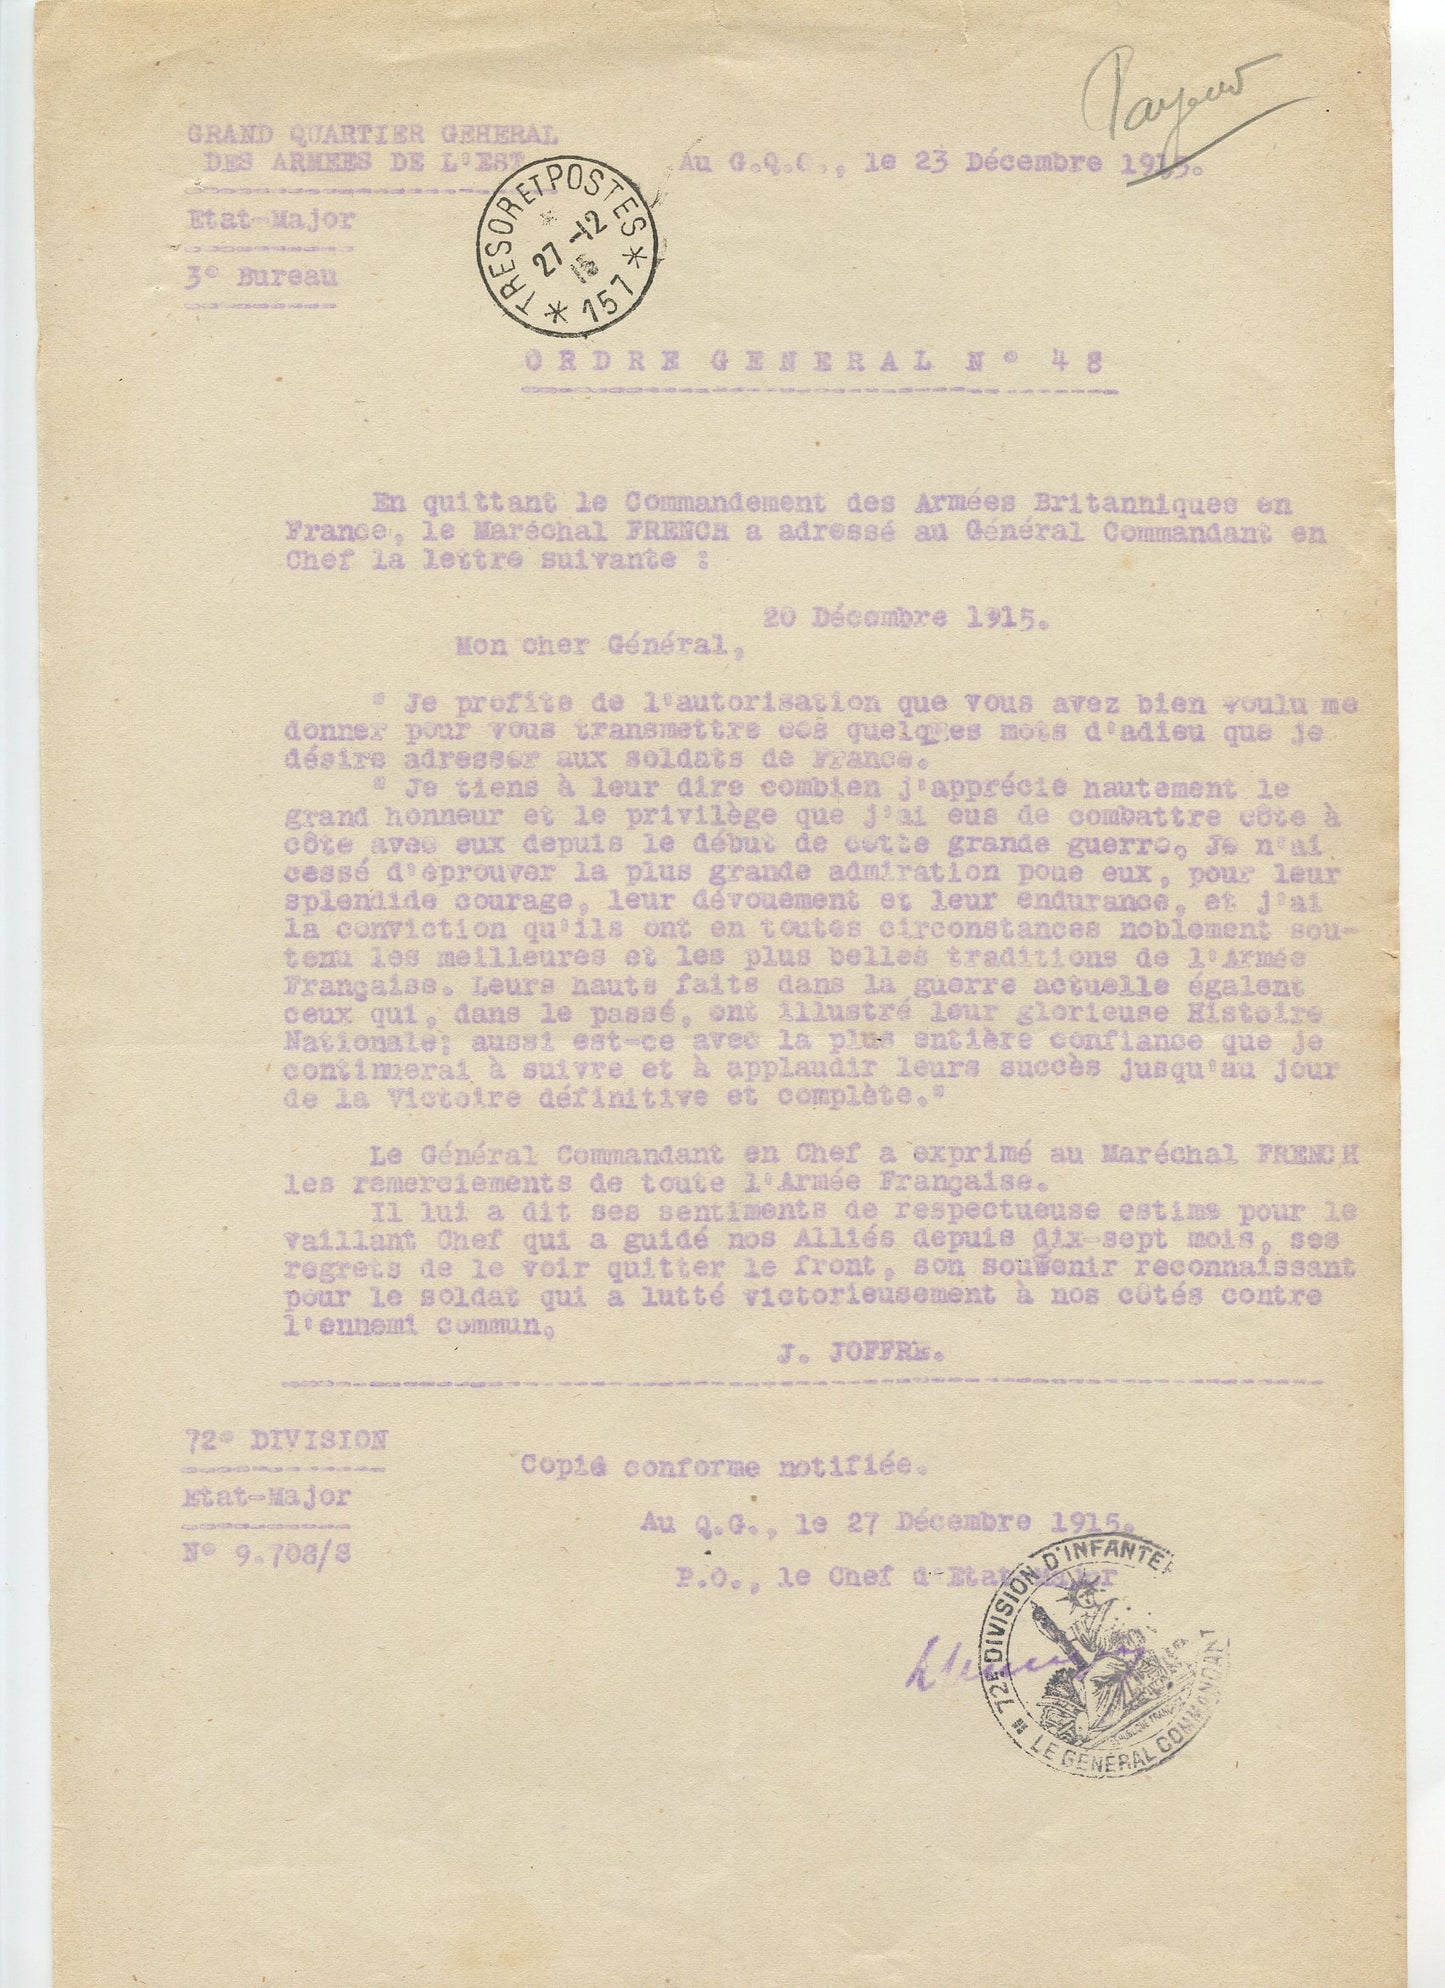 Payeur
GRAND QUARTIER GEHERAL
DES ARMEES DE L'EST
Au G.Q.G., le 23 Décembre 1915.
Etat-Major
3° Bureau
TRESOR ET POSTES
27-12
15
* 157 *
ORDRE GENERAL N° 48
En quittant le Commandement des Armées Britanniques en
France, le Maréchal FRENCH a adressé au Général Commandant en
Chef la lettre suivante :
20 Décembre 1915.
Mon cher Général,
" Je profite de l'autorisation que vous avez bien voulu me
donner pour vous transmettre ces quelques mots d'adieu que je
désire adresser aux soldats de France.
" Je tiens à leur dire combien j'apprécie hautement le
grand honneur et le privilège que j'ai eus de combattre côte à
côte avec eux depuis le début de cette grande guerre. Je n'ai
cessé d'éprouver la plus grande admiration poue eux, pour leur
splendide courage, leur dévouement et leur endurance, et j'ai
la conviction qu'ils ont en toutes circonstances noblement sou-
tenu les meilleures et les plus belles traditions de l'Armée
Française. Leurs hauts faits dans la guerre actuelle égalent
ceux qui, dans le passé, ont illustré leur glorieuse Histoire
Nationale; aussi est-ce avec la plus entière confiance que je
continuerai à suivre et à applaudir leurs succès jusqu'au jour
de la Victoire définitive et complète."
Le Général Commandant en Chef a exprimé au Maréchal FRENCH
les remerciements de toute l'Armée Française.
Il lui a dit ses sentiments de respectueuse estime pour le
vaillant Chef qui a guidé nos Alliés depuis dix-sept mois, ses
regrets de le voir quitter le front, son souvenir reconnaissant
pour le soldat qui a lutté victorieusement à nos côtés contre
l'ennemi commun.
J. JOFFRE.
72° DIVISION
Copie conforme notifiée.
Etat-Major
Au Q.G., le 27 Décembre 1915.
N° 9.708/S
P.O., le Chef d'Etat-Major
72E DIVISION D'INFANTERI
LE GÉNÉRAL COMMANDANT